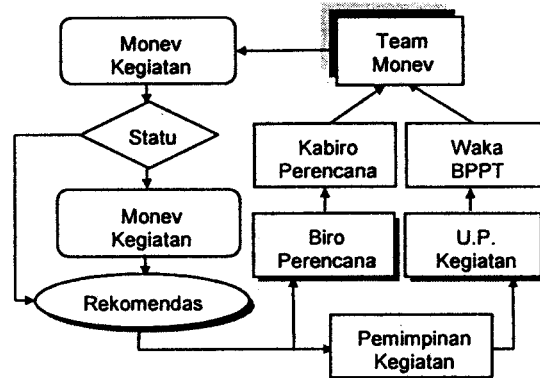 Monev
Kegiatan
Team
Monev
Statu
Kabiro
Perencana
Waka
BPPT
Monev
Kegiatan
Biro
Perencana
U.P.
Kegiatan
Rekomendas
Pemimpinan
Kegiatan